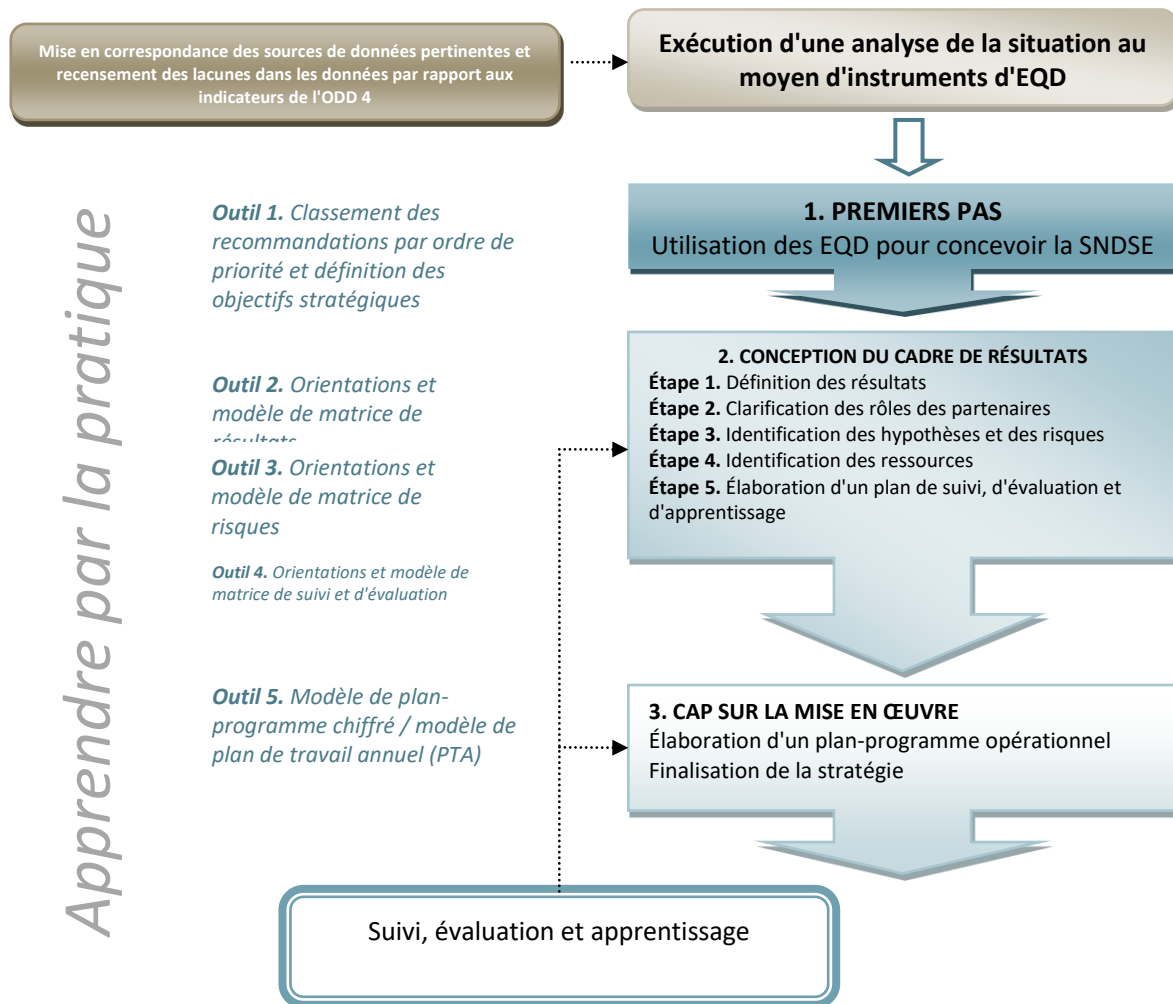 Mise en correspondance des sources de données pertinentes et
recensement des lacunes dans les données par rapport aux
indicateurs de l'ODD 4
Exécution d'une analyse de la situation au
moyen d'instruments d'EQD
Apprendre par la pratique
Outil 1. Classement des
recommandations par ordre de
priorité et définition des
objectifs stratégiques
1. PREMIERS PAS
Utilisation des EQD pour concevoir la SNDSE
Outil 2. Orientations et
modèle de matrice de
résultats
Outil 3. Orientations et
modèle de matrice de
risques
Outil 4. Orientations et modèle de
matrice de suivi et d'évaluation
2. CONCEPTION DU CADRE DE RÉSULTATS
Étape 1. Définition des résultats
Étape 2. Clarification des rôles des partenaires
Étape 3. Identification des hypothèses et des risques
Étape 4. Identification des ressources
Étape 5. Élaboration d'un plan de suivi, d'évaluation et
d'apprentissage
Outil 5. Modèle de plan-
programme chiffré / modèle de
plan de travail annuel (PTA)
3. CAP SUR LA MISE EN ŒUVRE
Élaboration d'un plan-programme opérationnel
Finalisation de la stratégie
Suivi, évaluation et apprentissage